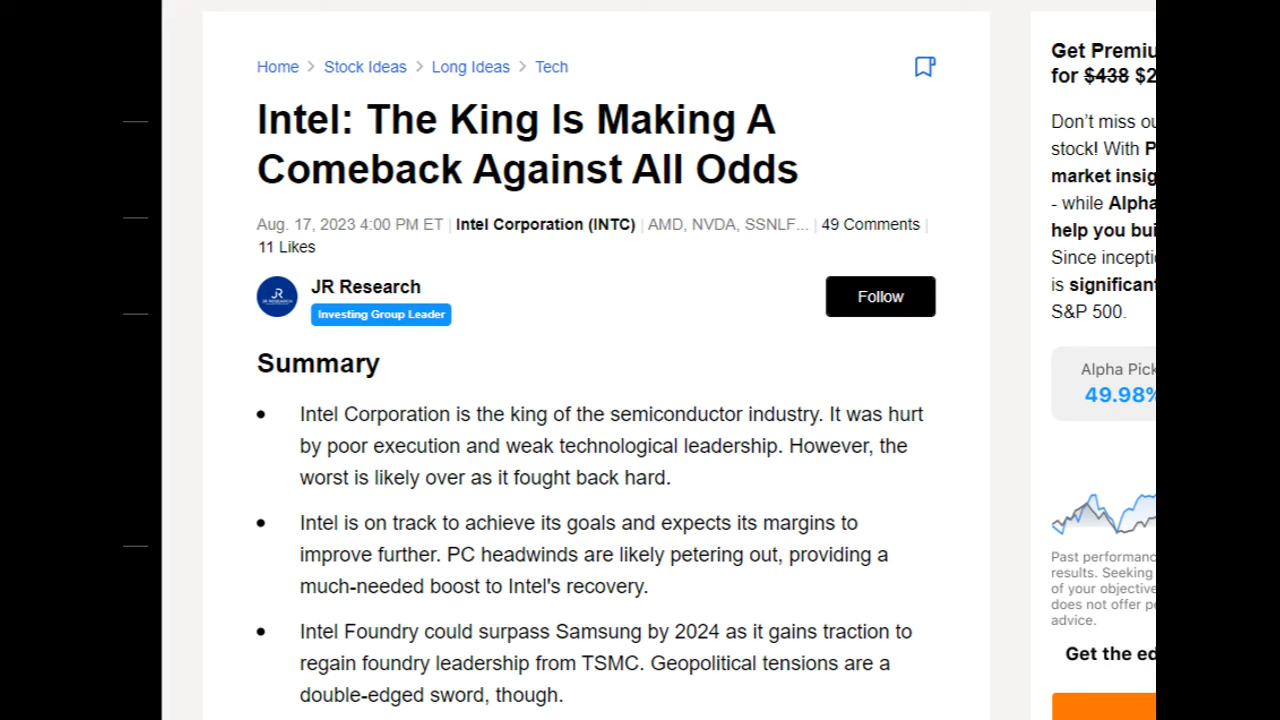 Home > Stock Ideas > Long Ideas > Tech
Intel: The King Is Making A
Comeback Against All Odds
Aug. 17, 2023 4:00 PM ET | Intel Corporation (INTC) | AMD, NVDA, SSNLF... | 49 Comments |
11 Likes
JR
JR RESEARCH
JR Research
Investing Group Leader
Follow
Summary
• Intel Corporation is the king of the semiconductor industry. It was hurt
by poor execution and weak technological leadership. However, the
worst is likely over as it fought back hard.
• Intel is on track to achieve its goals and expects its margins to
improve further. PC headwinds are likely petering out, providing a
much-needed boost to Intel's recovery.
• Intel Foundry could surpass Samsung by 2024 as it gains traction to
regain foundry leadership from TSMC. Geopolitical tensions are a
double-edged sword, though.
Get Premiu
for $438 $2
Don't miss ou
stock! With P
market insig
- while Alpha
help you bui
Since incepti
is significant
S&P 500.
Alpha Pick
49.98%
Past performanc
results. Seeking
of your objective
does not offer pe
advice.
Get the ed